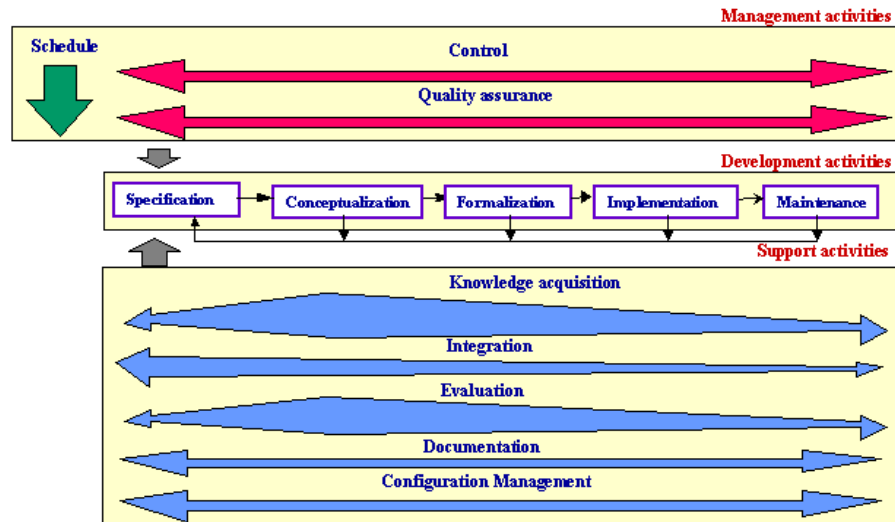 Management activities
Schedule
Control
Quality assurance
Development activities
Specification
Conceptualization
Formalization
Implementation
Maintenance
Support activities
Knowledge acquisition
Integration
Evaluation
Documentation
Configuration Management